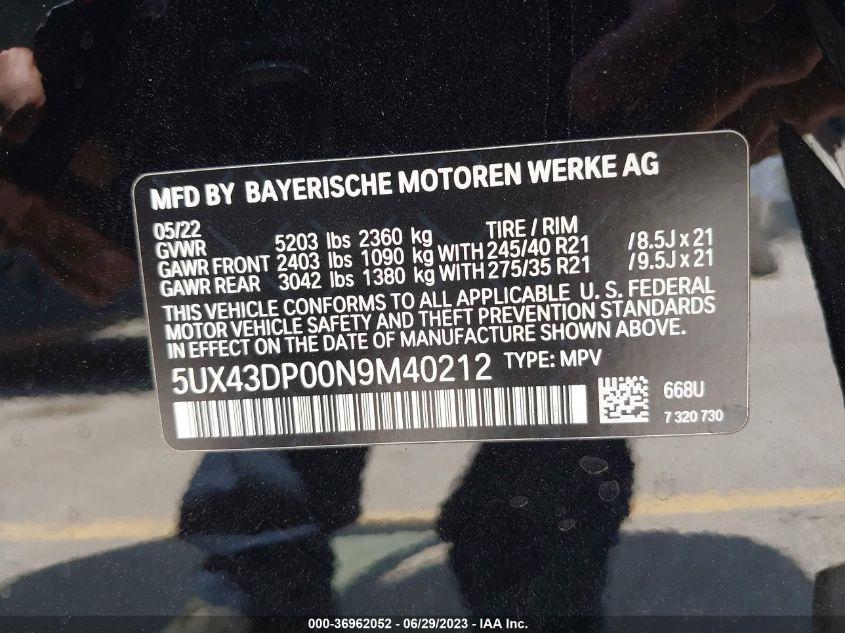 MFD BY BAYERISCHE MOTOREN WERKE AG
05/22 TIRE / RIM
GVWR 5203 lbs 2360 kg
GAWR FRONT 2403 lbs 1090 kg WITH 245/40 R21 /8.5J x 21
GAWR REAR 3042 lbs 1380 kg WITH 275/35 R21 /9.5J x 21
THIS VEHICLE CONFORMS TO ALL APPLICABLE U. S. FEDERAL
MOTOR VEHICLE SAFETY AND THEFT PREVENTION STANDARDS
IN EFFECT ON THE DATE OF MANUFACTURE SHOWN ABOVE.
5UX43DP00N9M40212 TYPE: MPV
668U
7 320 730
000-36962052 / 06/29/2023 - IAA Inc.